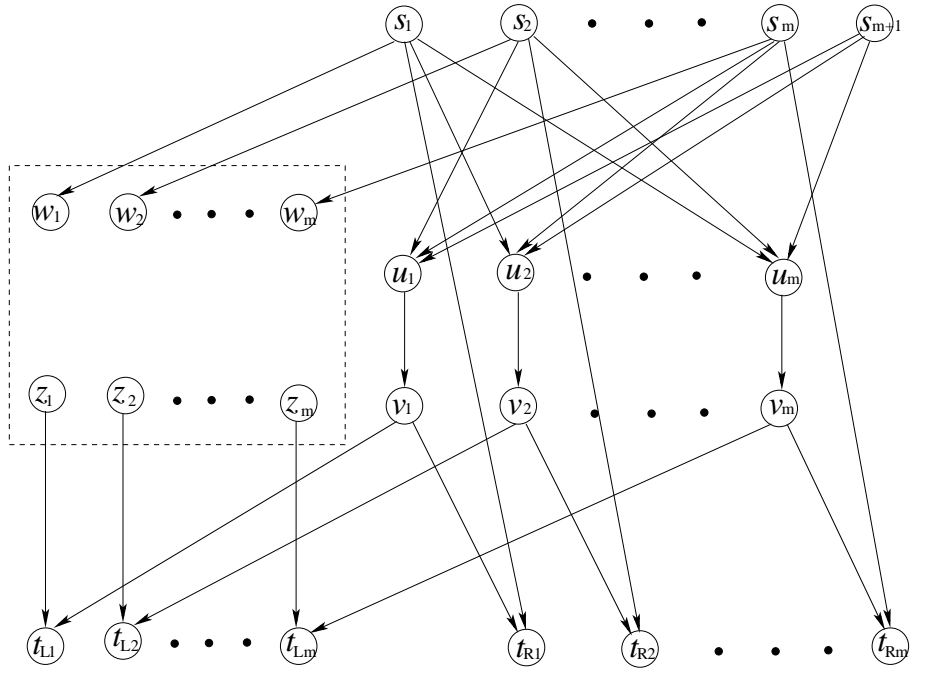 s1 s2 sm sm+1
w1 w2 wm
u1 u2 um
z1 z2 zm
v1 v2 vm
tL1 tL2 tLm tR1 tR2 tRm